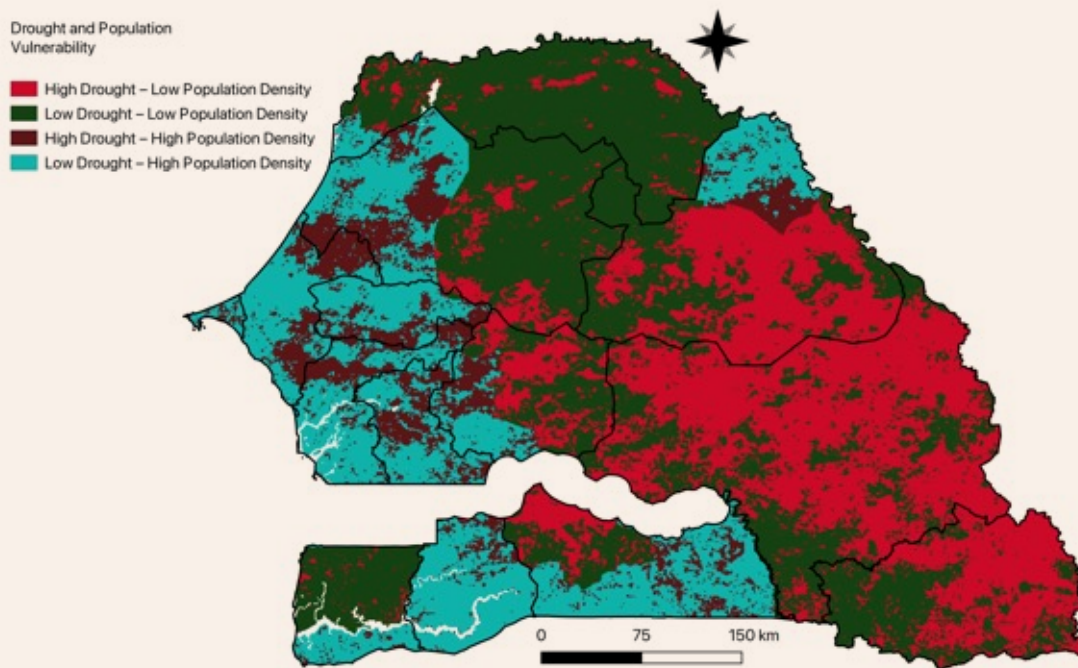 Drought and Population
Vulnerability
High Drought – Low Population Density
Low Drought – Low Population Density
High Drought – High Population Density
Low Drought – High Population Density
0 75 150 km